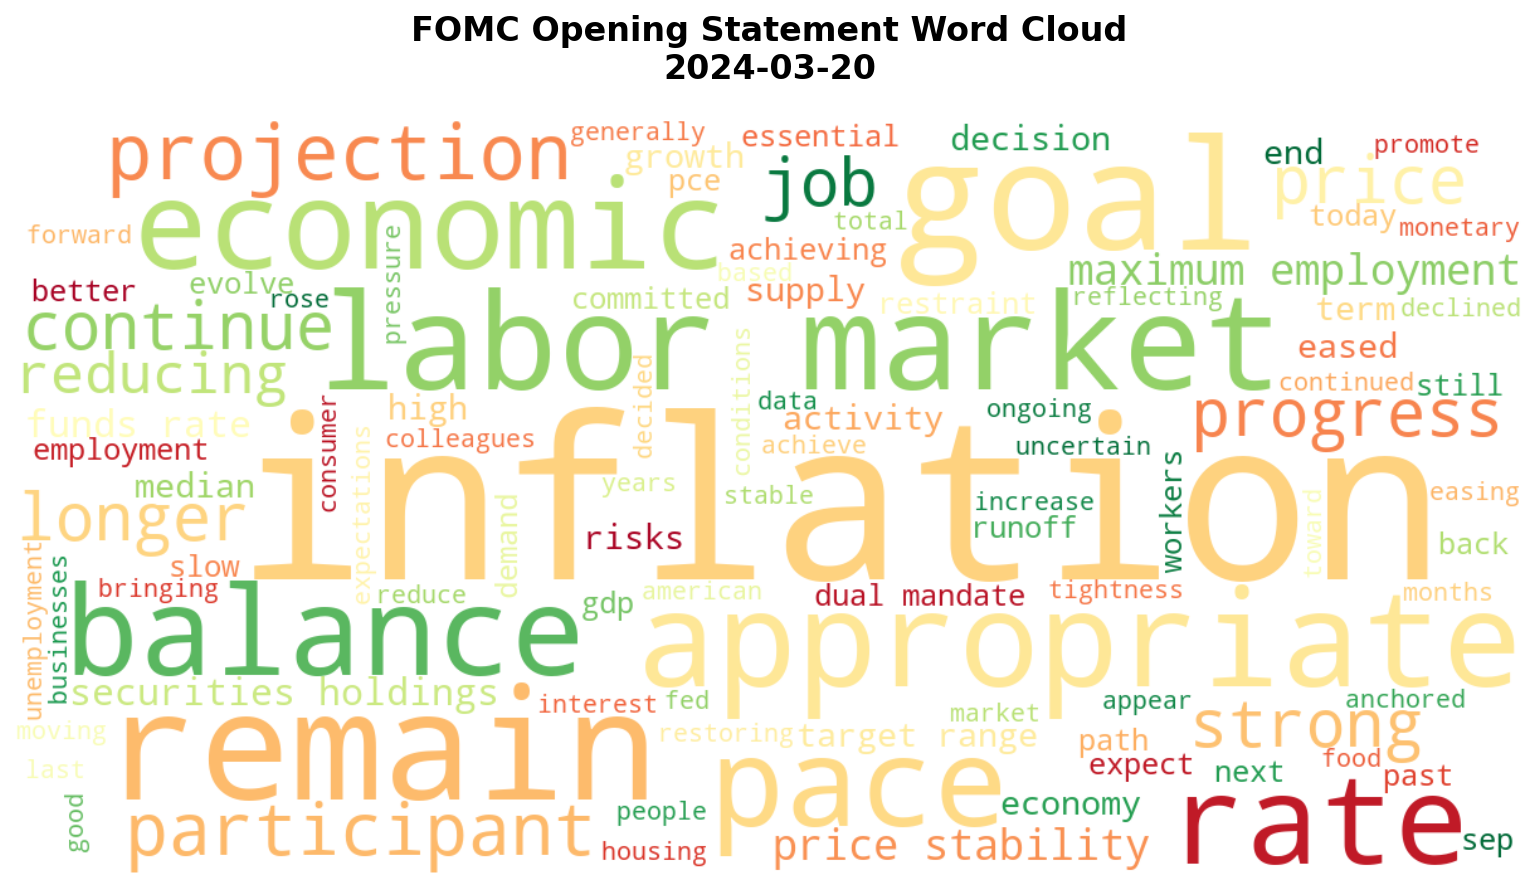 FOMC Opening Statement Word Cloud
2024-03-20
projection
generally
essential
decision
end
promote
growth
pce
job
goal
price
economic
total
today
monetary
forward
pressure
achieving
based
maximum employment
better
evolve
rose
committed
supply
restraint
reflecting
term
declined
continue
labor market
eased
reducing
conditions
decided
continued
still
funds rate
consumer
high
data
activity
ongoing
progress
employment
colleagues
achieve
uncertain
expectations
inflation
median
demand
years
stable
increase
workers
easing
longer
risks
runoff
toward
back
unemployment
slow
businesses
bringing
reduce
gdp
american
dual mandate
tightness
months
balance
appropriate
securities holdings
interest
fed
market
appear
anchored
moving
remain
restoring
target range
path
strong
last
pace
expect
next
food
past
good
participant
people
economy
rate
housing
price stability
sep